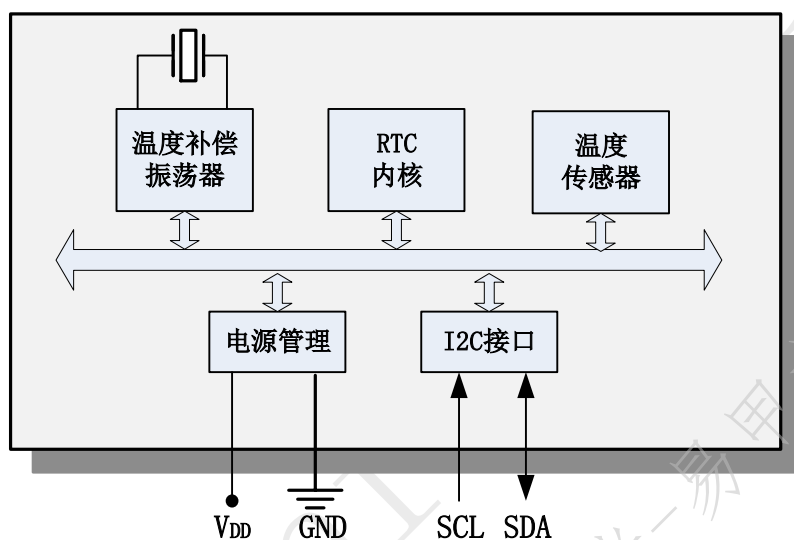 温度补偿
振荡器
RTC
内核
温度
传感器
电源管理
I2C接口
VDD
GND
SCL
SDA